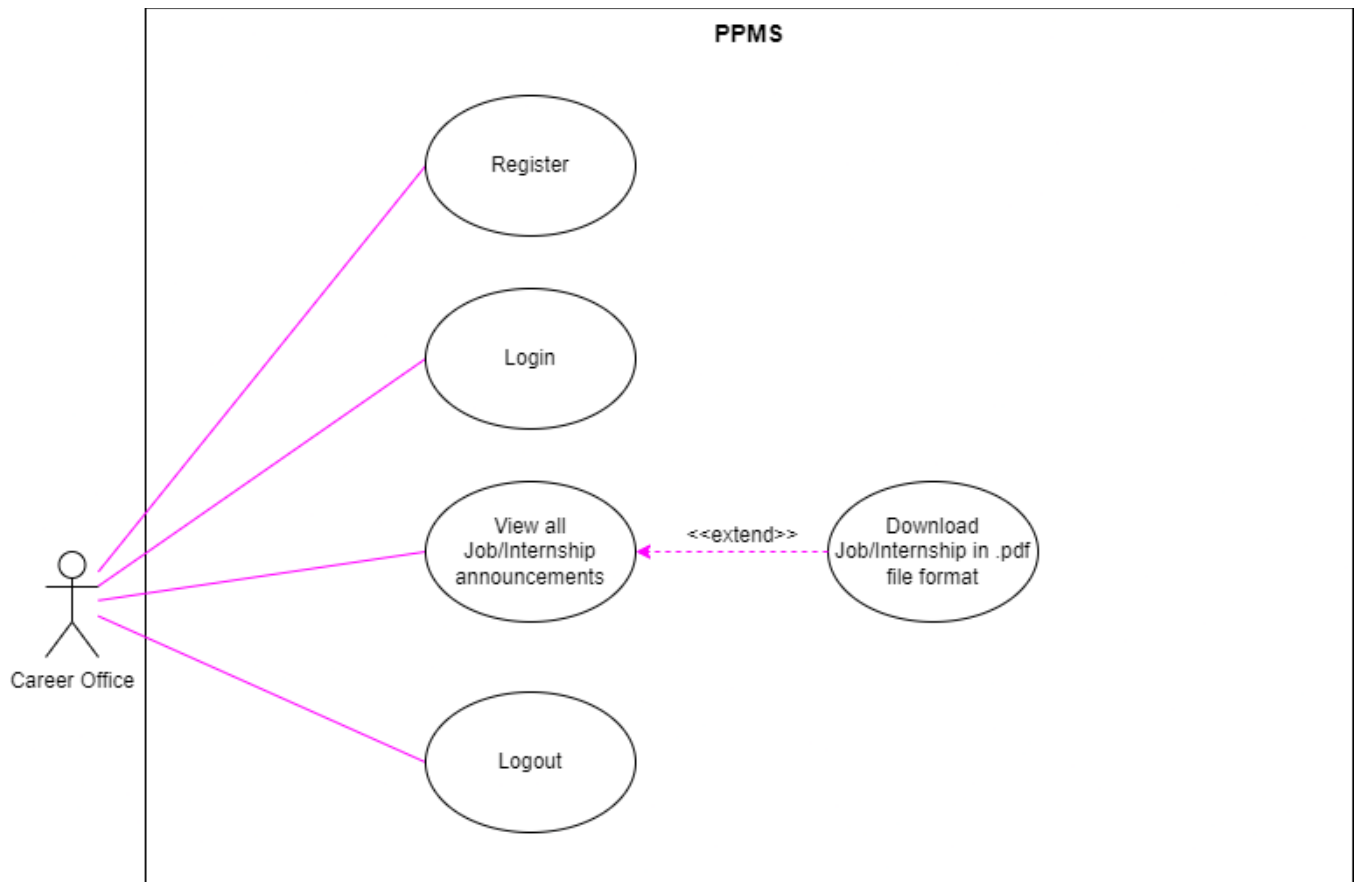 PPMS
Register
Login
View all
Job/Internship
announcements
<<extend>>
Download
Job/Internship in .pdf
file format
Career Office
Logout